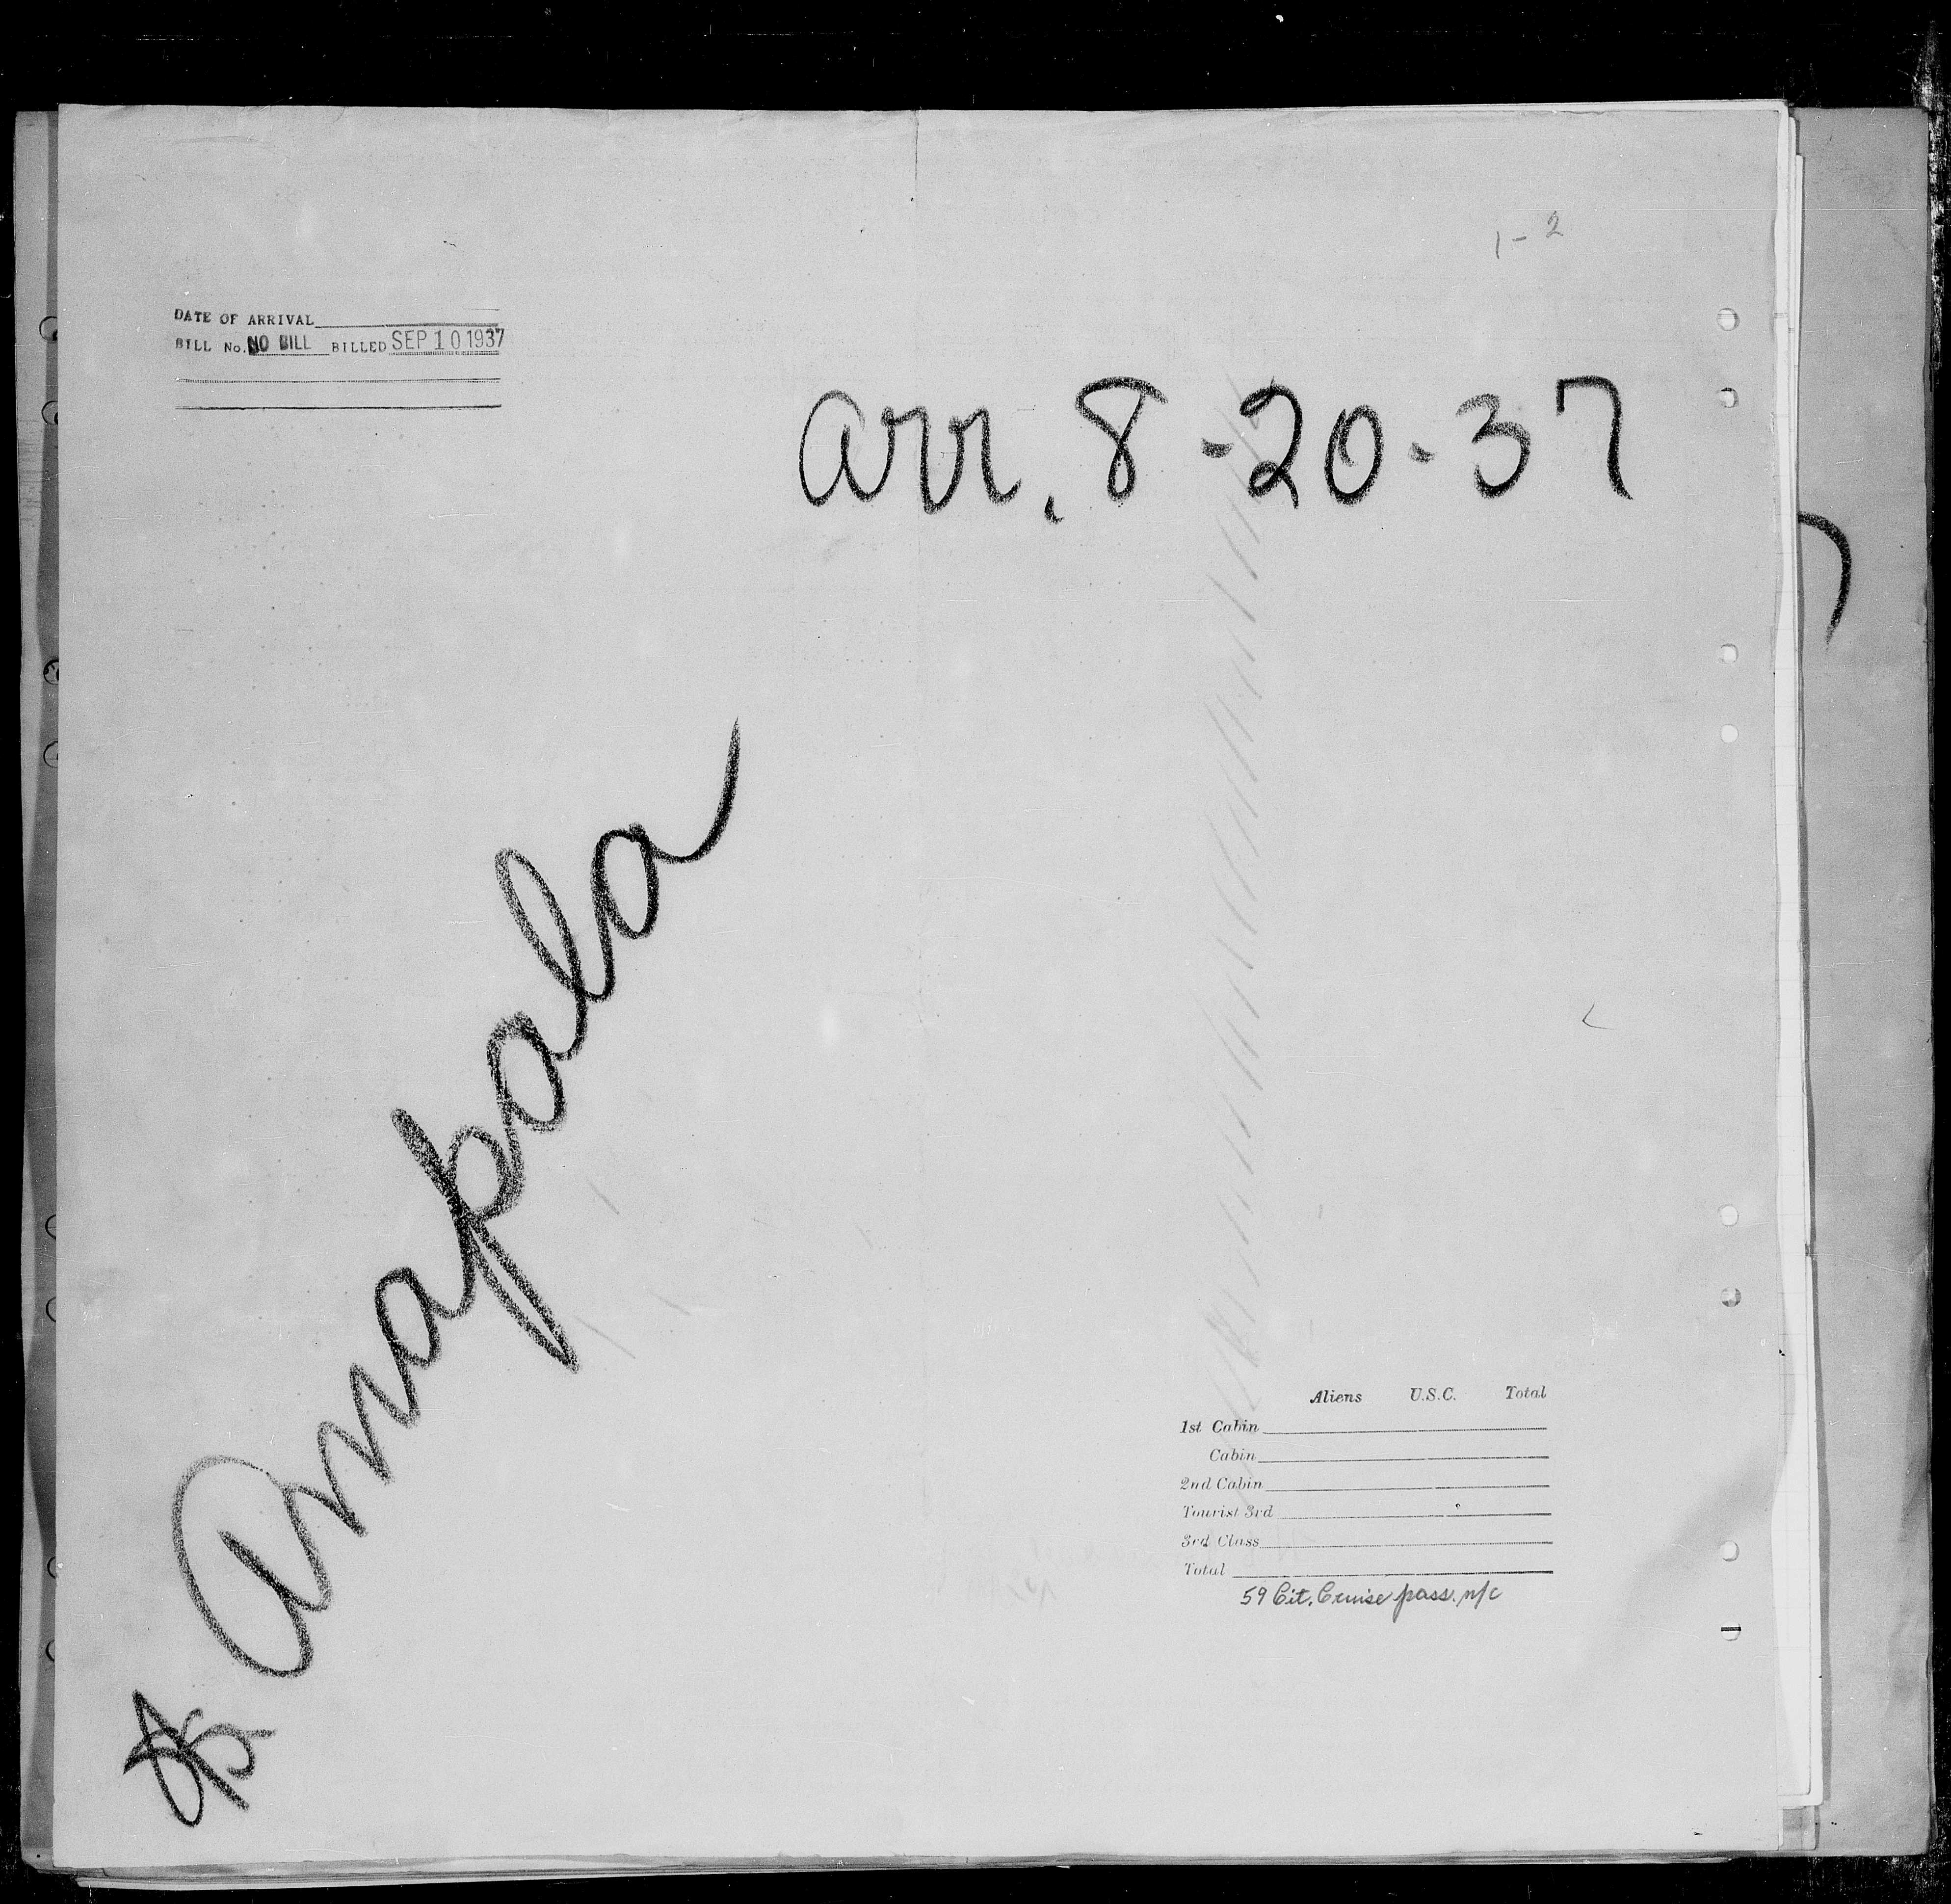 1-2
DATE OF ARRIVAL
BILL No. NO BILL BILLED SEP 10 1937
arr. 8-20-37
SS. Amapala
Aliens U.S.C. Total
1st Cabin
Cabin
2nd Cabin
Tourist 3rd
3rd Class
Total
59 Cit. Cruise pass. n/c